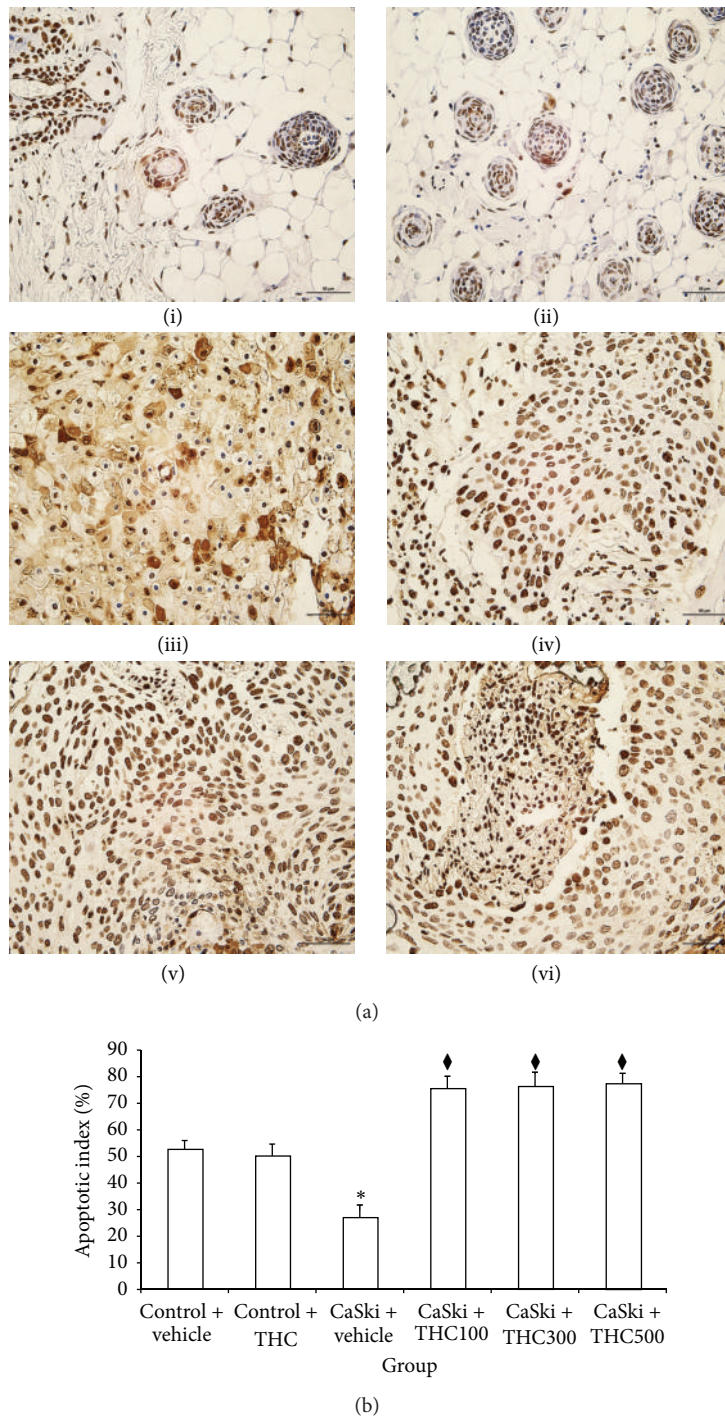 (i)
(ii)
(iii)
(iv)
(v)
(vi)
(a)
90
80
70
60
50
40
30
20
10
0
Apoptotic index (%)
*
Control + vehicle
Control + THC
CaSki + vehicle
CaSki + THC100
CaSki + THC300
CaSki + THC500
Group
(b)